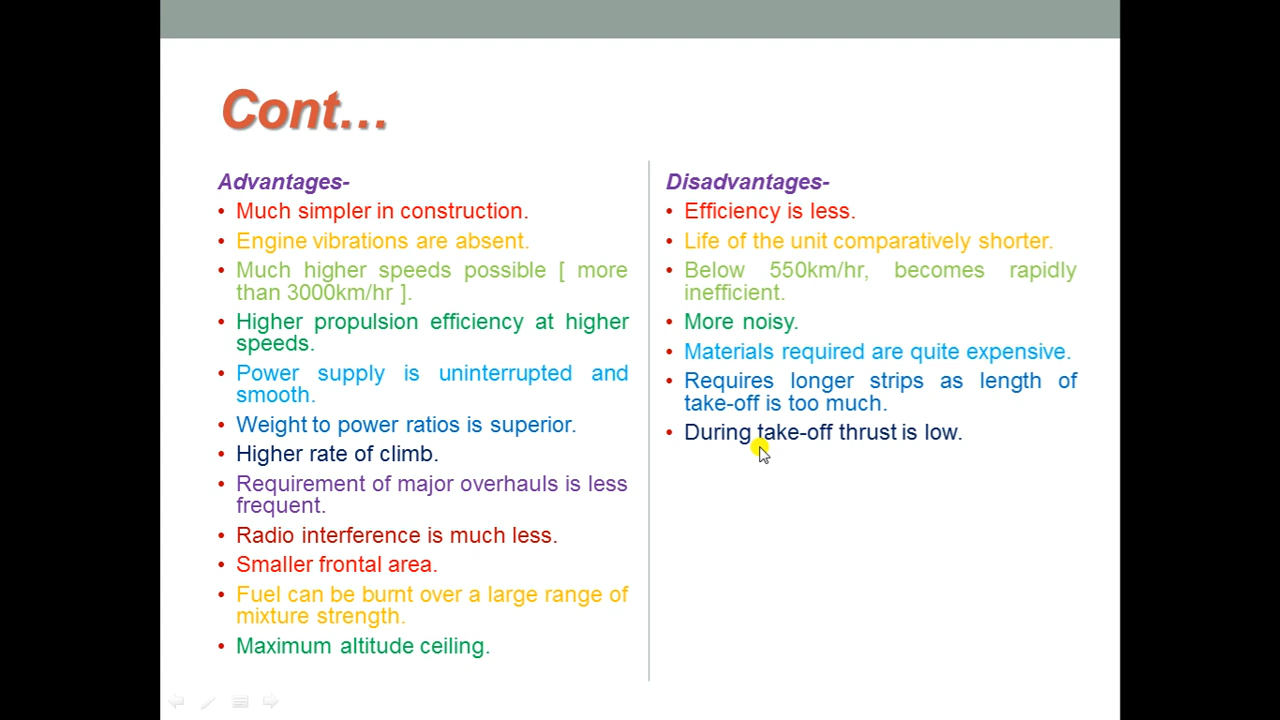 Cont…
Advantages-
• Much simpler in construction.
• Engine vibrations are absent.
• Much higher speeds possible [ more
than 3000km/hr ].
• Higher propulsion efficiency at higher
speeds.
• Power supply is uninterrupted and
smooth.
• Weight to power ratios is superior.
• Higher rate of climb.
• Requirement of major overhauls is less
frequent.
• Radio interference is much less.
• Smaller frontal area.
• Fuel can be burnt over a large range of
mixture strength.
• Maximum altitude ceiling.
Disadvantages-
• Efficiency is less.
• Life of the unit comparatively shorter.
• Below 550km/hr, becomes rapidly
inefficient.
• More noisy.
• Materials required are quite expensive.
• Requires longer strips as length of
take-off is too much.
• During take-off thrust is low.